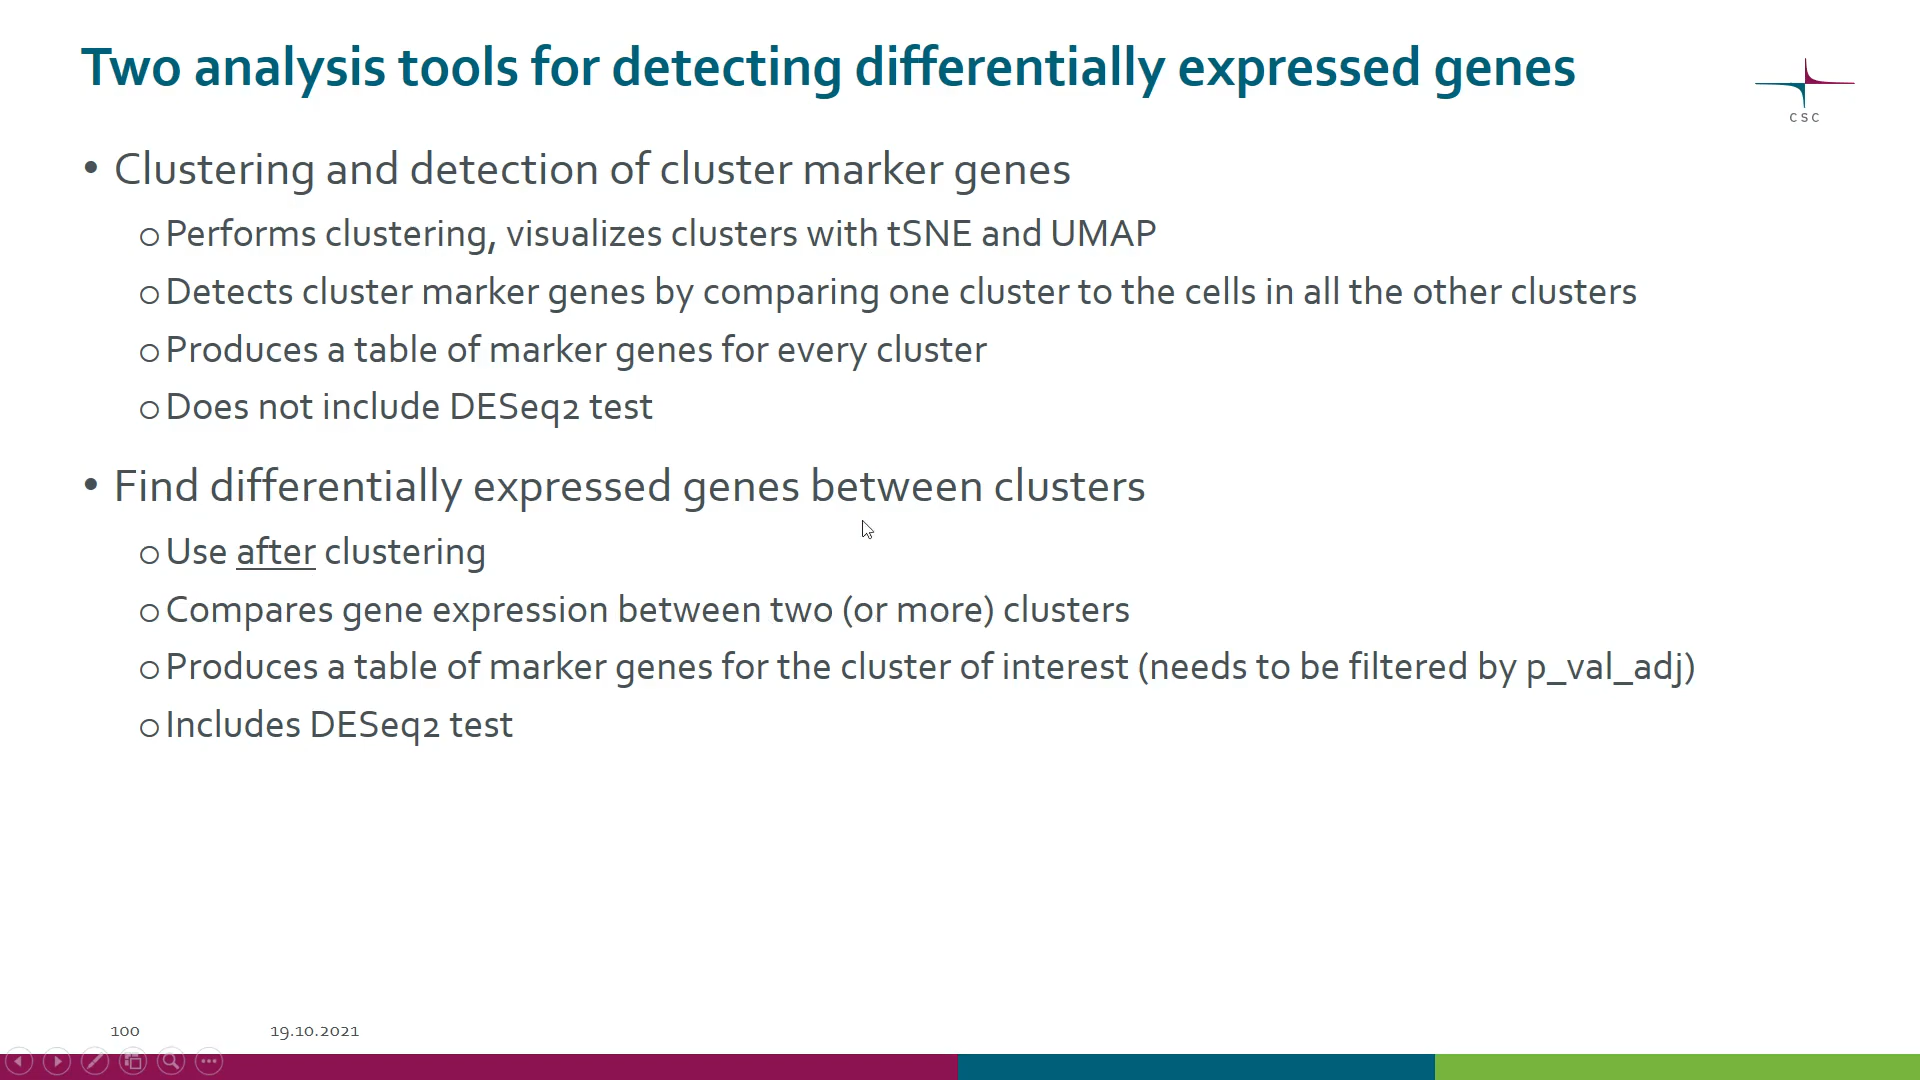 Two analysis tools for detecting differentially expressed genes
CSC
• Clustering and detection of cluster marker genes
o Performs clustering, visualizes clusters with tSNE and UMAP
o Detects cluster marker genes by comparing one cluster to the cells in all the other clusters
o Produces a table of marker genes for every cluster
o Does not include DESeq2 test
• Find differentially expressed genes between clusters
o Use after clustering
o Compares gene expression between two (or more) clusters
o Produces a table of marker genes for the cluster of interest (needs to be filtered by p_val_adj)
o Includes DESeq2 test
100 19.10.2021